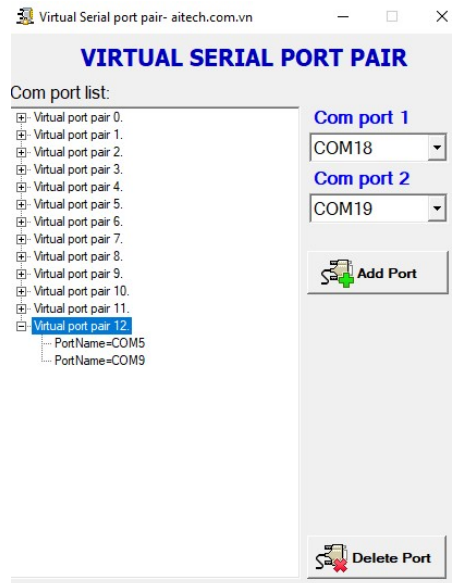 Virtual Serial port pair- aitech.com.vn
VIRTUAL SERIAL PORT PAIR
Com port list:
Virtual port pair 0.
Virtual port pair 1.
Virtual port pair 2.
Virtual port pair 3.
Virtual port pair 4.
Virtual port pair 5.
Virtual port pair 6.
Virtual port pair 7.
Virtual port pair 8.
Virtual port pair 9.
Virtual port pair 10.
Virtual port pair 11.
Virtual port pair 12.
PortName=COM5
PortName=COM9
Com port 1
COM18
Com port 2
COM19
Add Port
Delete Port